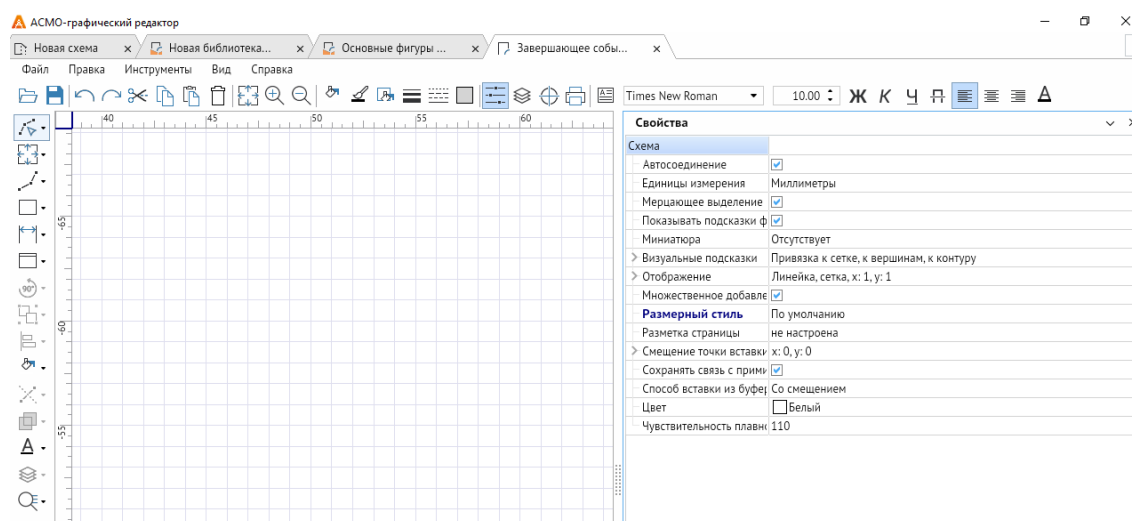 АСМО-графический редактор
Новая схема Новая библиотека... Основные фигуры ... Завершающее собы...
Файл Правка Инструменты Вид Справка
Times New Roman 10.00 Ж К Ч Я А
40 45 50 55 60
Свойства
Схема
Автосоединение
Единицы измерения Миллиметры
Мерцающее выделение
Показывать подсказки ф
Миниатюра Отсутствует
Визуальные подсказки Привязка к сетке, к вершинам, к контуру
Отображение Линейка, сетка, x: 1, y: 1
Множественное добавле
Размерный стиль По умолчанию
Разметка страницы не настроена
Смещение точки вставки x: 0, y: 0
Сохранять связь с прими
Способ вставки из буфер Со смещением
Цвет Белый
Чувствительность плавн 110
-65
90°
-60
-55
А